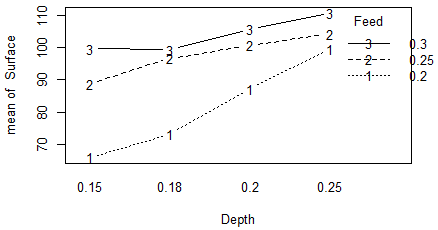 mean of Surface
110
100
90
80
70
3 3 3 3
2 2 2 2
1 1 1 1
Feed
3 0.3
2 0.25
1 0.2
0.15 0.18 0.2 0.25
Depth